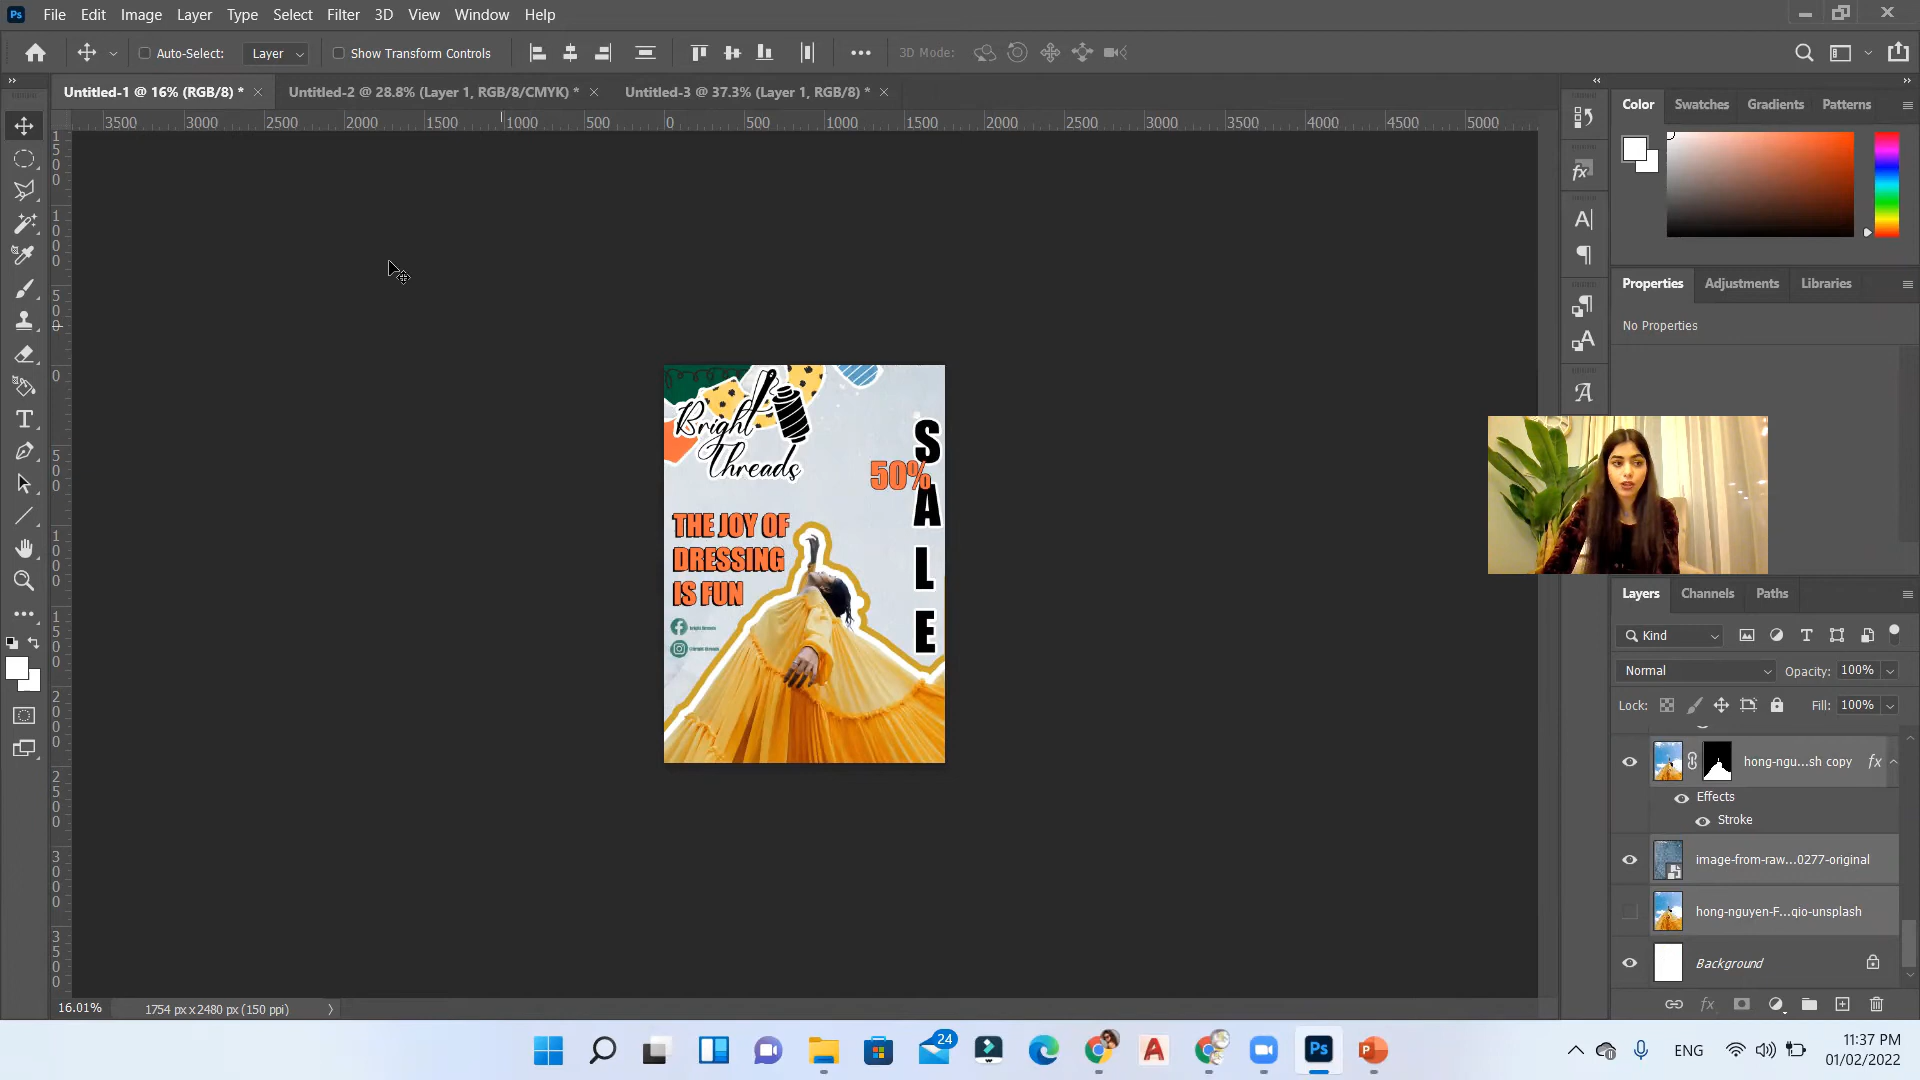 Ps File Edit Image Layer Type Select Filter 3D View Window Help
Auto-Select: Layer Show Transform Controls 3D Mode:
Untitled-1 @ 16% (RGB/8) * Untitled-2 @ 28.8% (Layer 1, RGB/8/CMYK) * Untitled-3 @ 37.3% (Layer 1, RGB/8) *
3500 3000 2500 2000 1500 1000 500 0 500 1000 1500 2000 2500 3000 3500 4000 4500 5000
Color Swatches Gradients Patterns
Properties Adjustments Libraries
No Properties
Bright
Threads
50%
SALE
THE JOY OF
DRESSING
IS FUN
Layers Channels Paths
Kind
Normal Opacity: 100%
Lock: Fill: 100%
hong-ngu...sh copy fx
Effects
Stroke
image-from-raw...0277-original
hong-nguyen-F...qio-unsplash
Background
16.01% 1754 px x 2480 px (150 ppi)
24
Ps
ENG
11:37 PM
01/02/2022